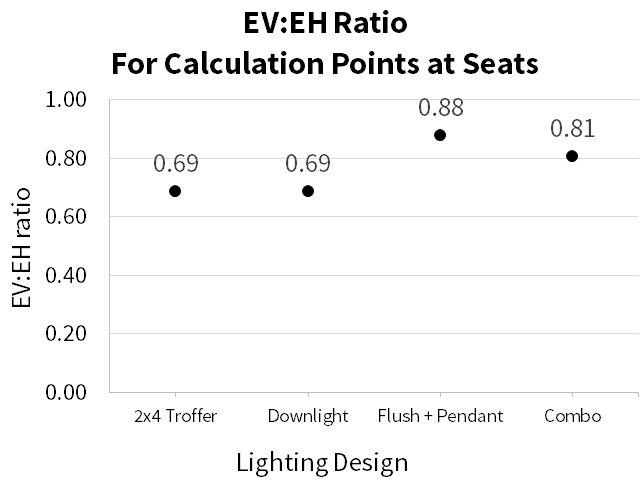 EV:EH Ratio
For Calculation Points at Seats
1.00
0.80
0.60
0.40
0.20
0.00
EV:EH ratio
0.69
0.69
0.88
0.81
2x4 Troffer
Downlight
Flush + Pendant
Combo
Lighting Design